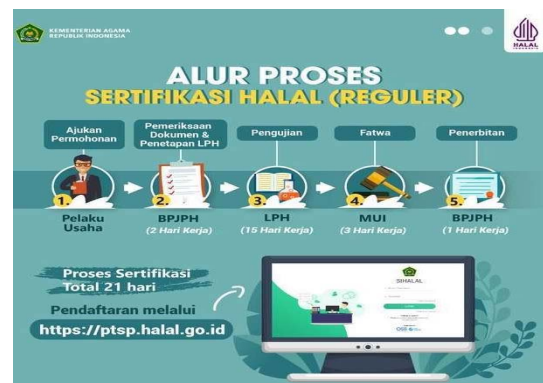 KEMENTERIAN AGAMA
REPUBLIK INDONESIA
HALAL
INDONESIA
ALUR PROSES
SERTIFIKASI HALAL (REGULER)
Ajukan
Permohonan
Pemeriksaan
Dokumen &
Penetapan LPH
Pengujian
Fatwa
Penerbitan
1.
2.
3.
4.
5.
Pelaku
Usaha
BPJPH
(2 Hari Kerja)
LPH
(15 Hari Kerja)
MUI
(3 Hari Kerja)
BPJPH
(1 Hari Kerja)
Proses Sertifikasi
Total 21 hari
Pendaftaran melalui
https://ptsp.halal.go.id
SIHALAL